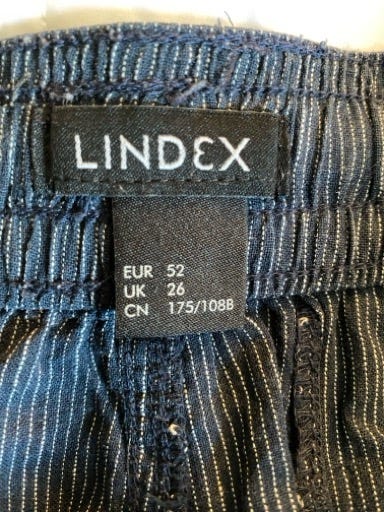 LINDEX
EUR 52
UK 26
CN 175/108B